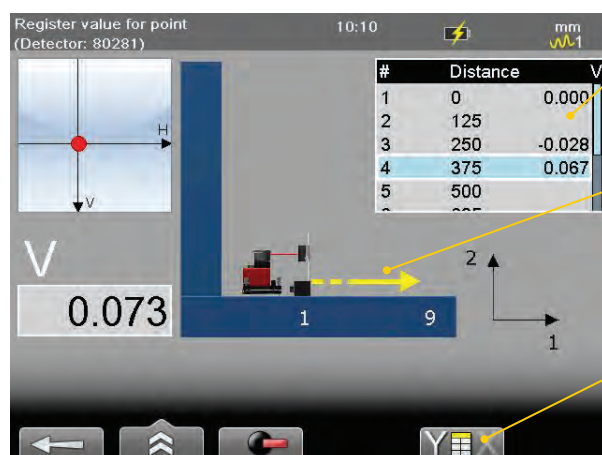 Register value for point
(Detector: 80281)
10:10
mm
1
# Distance V
1 0 0.000
2 125
3 250 -0.028
4 375 0.067
5 500
H
V
V
0.073
1 9
2
1
Y X